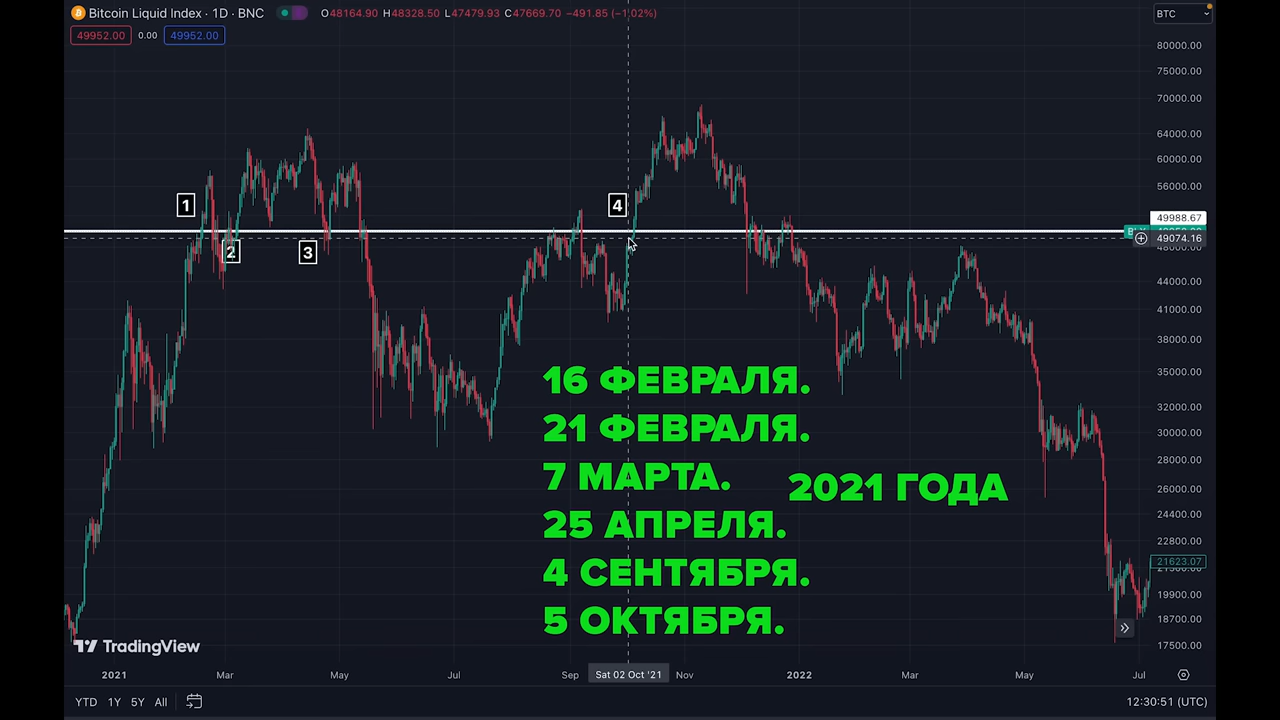 Bitcoin Liquid Index · 1D · BNC O48164.90 H48328.50 L47479.93 C47669.70 −491.85 (−1.02%)
BTC
49952.00 0.00 49952.00
80000.00
75000.00
70000.00
64000.00
60000.00
56000.00
1
4
49988.67
49074.16
2
3
44000.00
41000.00
38000.00
35000.00
32000.00
30000.00
28000.00
26000.00
24400.00
22800.00
21623.07
19900.00
18700.00
17500.00
16 ФЕВРАЛЯ.
21 ФЕВРАЛЯ.
7 МАРТА.
2021 ГОДА
25 АПРЕЛЯ.
4 СЕНТЯБРЯ.
5 ОКТЯБРЯ.
TradingView
2021 Mar May Jul Sep Sat 02 Oct '21 Nov 2022 Mar May Jul
YTD 1Y 5Y All 12:30:51 (UTC)